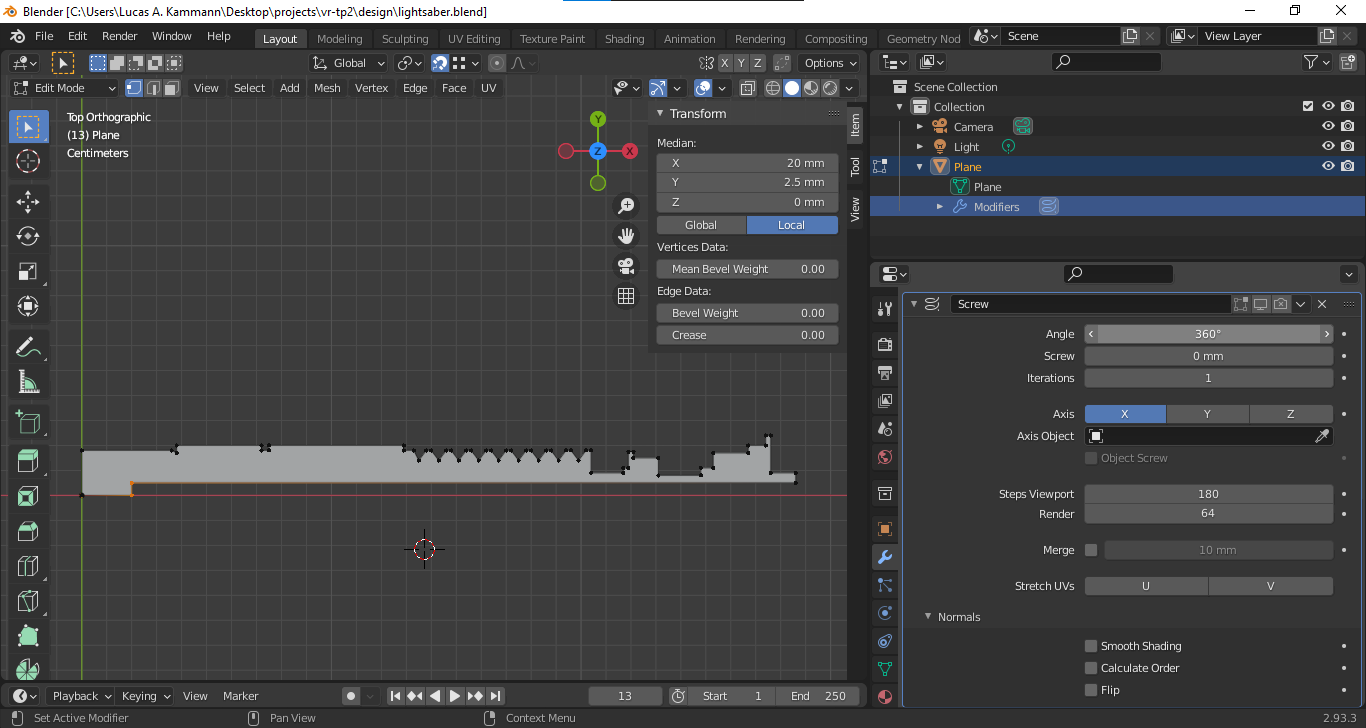 Blender [C:\Users\Lucas A. Kammann\Desktop\projects\vr-tp2\design\lightsaber.blend]
File Edit Render Window Help Layout Modeling Sculpting UV Editing Texture Paint Shading Animation Rendering Compositing Geometry Nod Scene View Layer
Global X Y Z Options
Edit Mode View Select Add Mesh Vertex Edge Face UV
Top Orthographic
(13) Plane
Centimeters
Y
Z
X
Transform
Median:
X 20 mm
Y 2.5 mm
Z 0 mm
Global Local
Vertices Data:
Mean Bevel Weight 0.00
Edge Data:
Bevel Weight 0.00
Crease 0.00
Item
Tool
View
Scene Collection
Collection
Camera
Light
Plane
Plane
Modifiers
Screw
Angle 360°
Screw 0 mm
Iterations 1
Axis X Y Z
Axis Object
Object Screw
Steps Viewport 180
Render 64
Merge 10 mm
Stretch UVs U V
Normals
Smooth Shading
Calculate Order
Flip
Playback Keying View Marker 13 Start 1 End 250
Set Active Modifier Pan View Context Menu 2.93.3